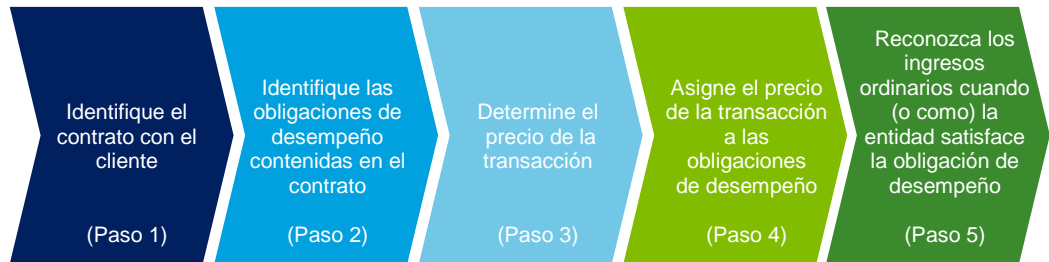 Identifique el
contrato con el
cliente
(Paso 1)
Identifique las
obligaciones de
desempeño
contenidas en el
contrato
(Paso 2)
Determine el
precio de la
transacción
(Paso 3)
Asigne el precio
de la transacción
a las
obligaciones
de desempeño
(Paso 4)
Reconozca los
ingresos
ordinarios cuando
(o como) la
entidad satisface
la obligación de
desempeño
(Paso 5)